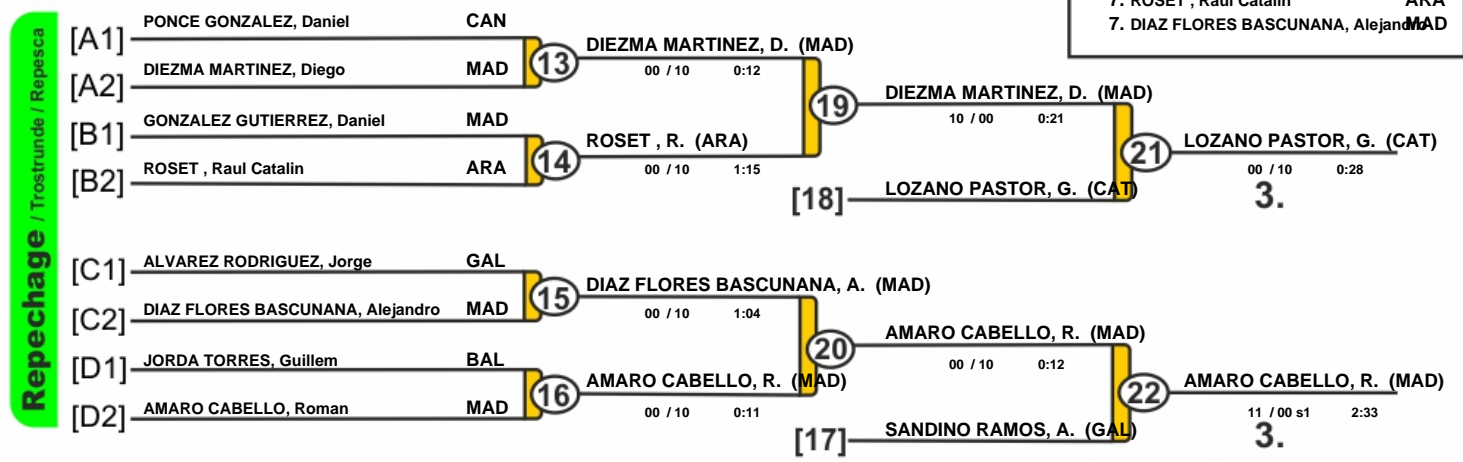 7. ROSET , Raul Catalin ARA
7. DIAZ FLORES BASCUNANA, Alejandro MAD
Repechage / Trostrunde / Repesca
[A1] PONCE GONZALEZ, Daniel CAN
[A2] DIEZMA MARTINEZ, Diego MAD
13 DIEZMA MARTINEZ, D. (MAD)
00 / 10 0:12
[B1] GONZALEZ GUTIERREZ, Daniel MAD
[B2] ROSET , Raul Catalin ARA
14 ROSET , R. (ARA)
00 / 10 1:15
19 DIEZMA MARTINEZ, D. (MAD)
10 / 00 0:21
[18] LOZANO PASTOR, G. (CAT)
21 LOZANO PASTOR, G. (CAT)
00 / 10 0:28
3.
[C1] ALVAREZ RODRIGUEZ, Jorge GAL
[C2] DIAZ FLORES BASCUNANA, Alejandro MAD
15 DIAZ FLORES BASCUNANA, A. (MAD)
00 / 10 1:04
[D1] JORDA TORRES, Guillem BAL
[D2] AMARO CABELLO, Roman MAD
16 AMARO CABELLO, R. (MAD)
00 / 10 0:11
20 AMARO CABELLO, R. (MAD)
00 / 10 0:12
[17] SANDINO RAMOS, A. (GAL)
22 AMARO CABELLO, R. (MAD)
11 / 00 s1 2:33
3.